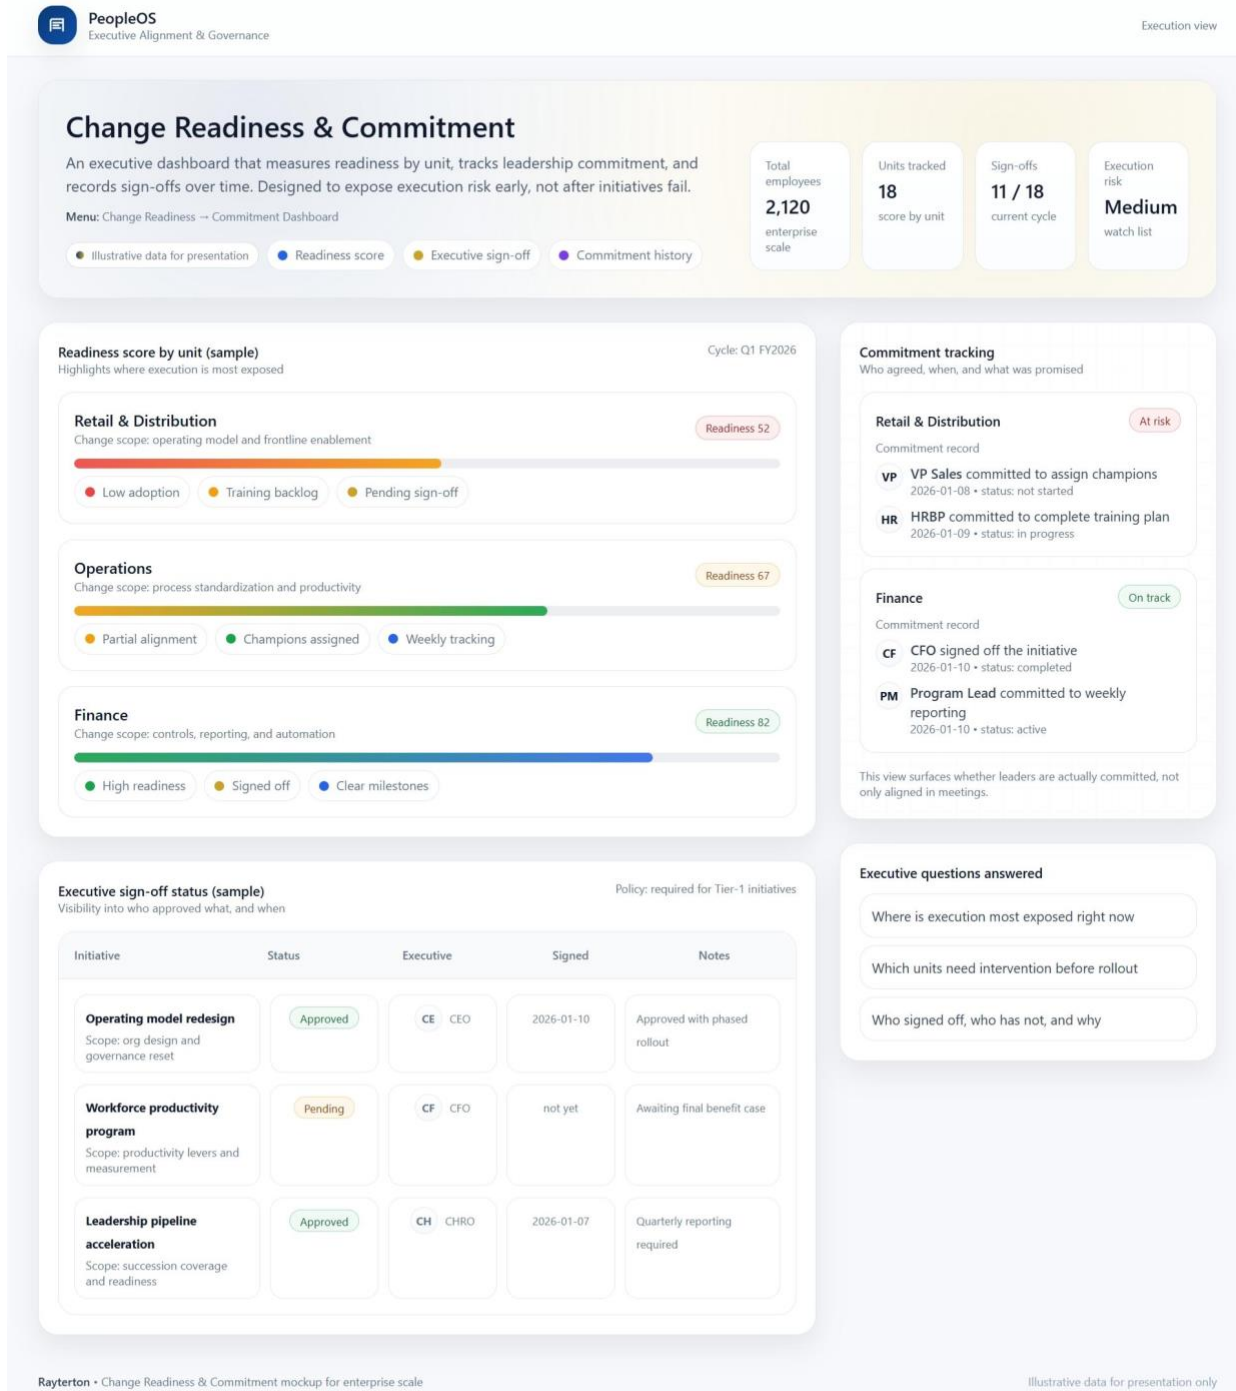 PeopleOS
Executive Alignment & Governance
Execution view
Change Readiness & Commitment
An executive dashboard that measures readiness by unit, tracks leadership commitment, and
records sign-offs over time. Designed to expose execution risk early, not after initiatives fail.
Menu: Change Readiness → Commitment Dashboard
Illustrative data for presentation
Readiness score
Executive sign-off
Commitment history
Total
employees
2,120
enterprise
scale
Units tracked
18
score by unit
Sign-offs
11 / 18
current cycle
Execution
risk
Medium
watch list
Readiness score by unit (sample)
Highlights where execution is most exposed
Cycle: Q1 FY2026
Retail & Distribution
Change scope: operating model and frontline enablement
Readiness 52
Low adoption
Training backlog
Pending sign-off
Operations
Change scope: process standardization and productivity
Readiness 67
Partial alignment
Champions assigned
Weekly tracking
Finance
Change scope: controls, reporting, and automation
Readiness 82
High readiness
Signed off
Clear milestones
Commitment tracking
Who agreed, when, and what was promised
Retail & Distribution
At risk
Commitment record
VP
VP Sales committed to assign champions
2026-01-08 • status: not started
HR
HRBP committed to complete training plan
2026-01-09 • status: in progress
Finance
On track
Commitment record
CF
CFO signed off the initiative
2026-01-10 • status: completed
PM
Program Lead committed to weekly
reporting
2026-01-10 • status: active
This view surfaces whether leaders are actually committed, not
only aligned in meetings.
Executive sign-off status (sample)
Visibility into who approved what, and when
Policy: required for Tier-1 initiatives
Initiative
Status
Executive
Signed
Notes
Operating model redesign
Scope: org design and
governance reset
Approved
CE CEO
2026-01-10
Approved with phased
rollout
Workforce productivity
program
Scope: productivity levers and
measurement
Pending
CF CFO
not yet
Awaiting final benefit case
Leadership pipeline
acceleration
Scope: succession coverage
and readiness
Approved
CH CHRO
2026-01-07
Quarterly reporting
required
Executive questions answered
Where is execution most exposed right now
Which units need intervention before rollout
Who signed off, who has not, and why
Rayterton • Change Readiness & Commitment mockup for enterprise scale
Illustrative data for presentation only